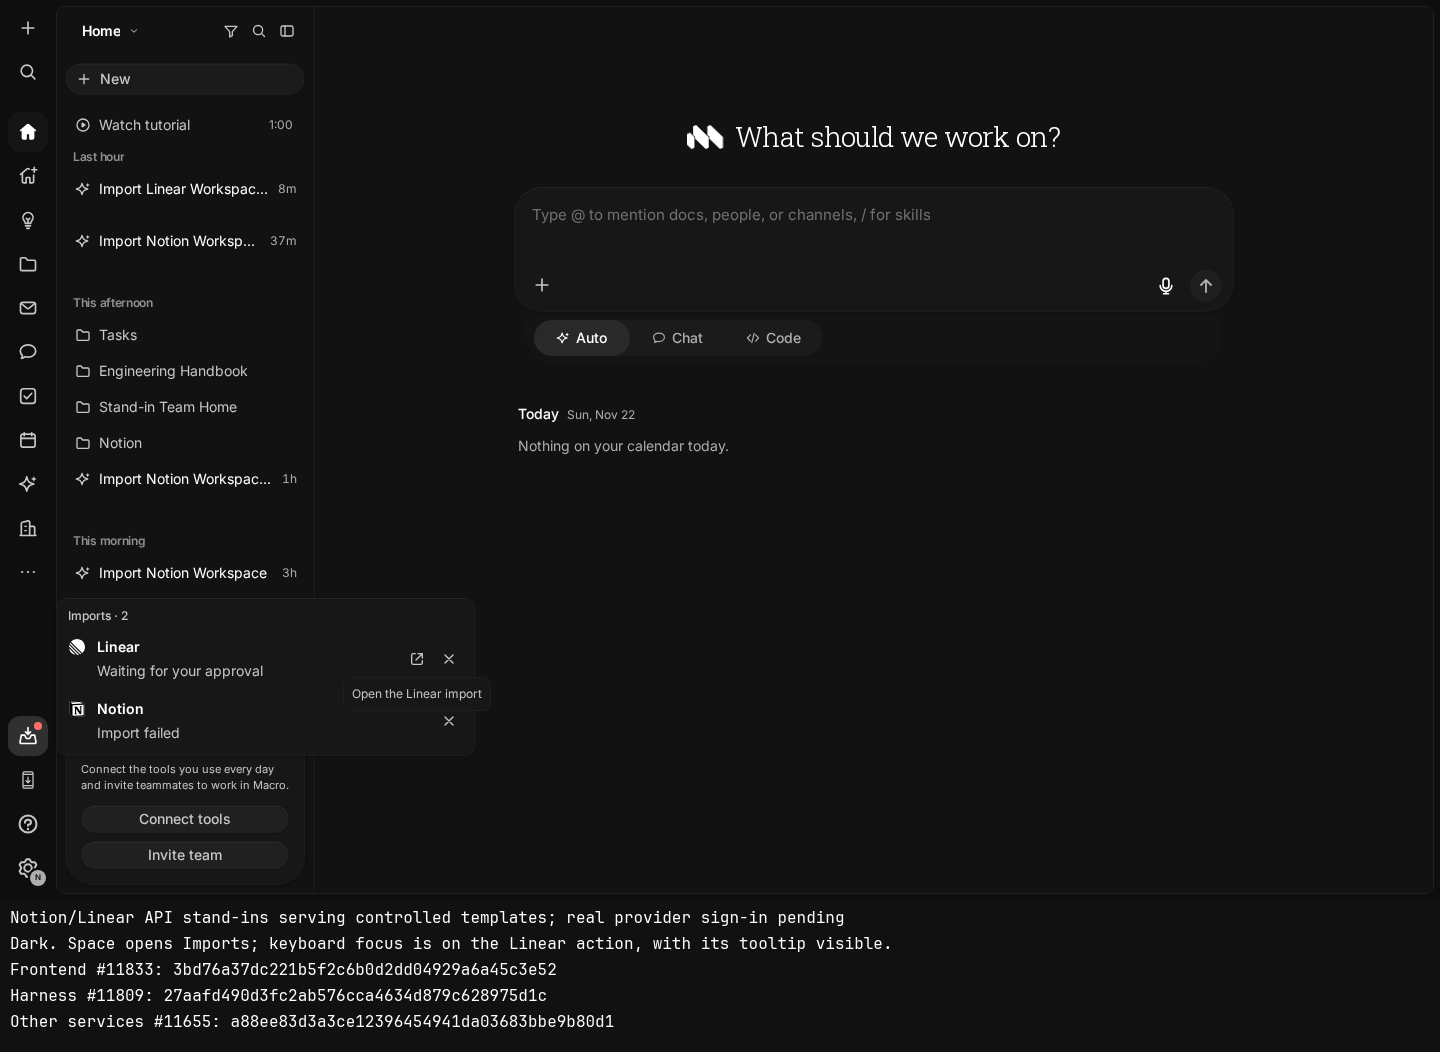 Home
New
Watch tutorial 1:00
Last hour
Import Linear Workspac... 8m
Import Notion Worksp... 37m
This afternoon
Tasks
Engineering Handbook
Stand-in Team Home
Notion
Import Notion Workspac... 1h
This morning
Import Notion Workspace 3h
What should we work on?
Type @ to mention docs, people, or channels, / for skills
Auto Chat Code
Today Sun, Nov 22
Nothing on your calendar today.
Imports · 2
Linear
Waiting for your approval
Open the Linear import
Notion
Import failed
Connect the tools you use every day
and invite teammates to work in Macro.
Connect tools
Invite team
N
Notion/Linear API stand-ins serving controlled templates; real provider sign-in pending
Dark. Space opens Imports; keyboard focus is on the Linear action, with its tooltip visible.
Frontend #11833: 3bd76a37dc221b5f2c6b0d2dd04929a6a45c3e52
Harness #11809: 27aafd490d3fc2ab576cca4634d879c628975d1c
Other services #11655: a88ee83d3a3ce12396454941da03683bbe9b80d1